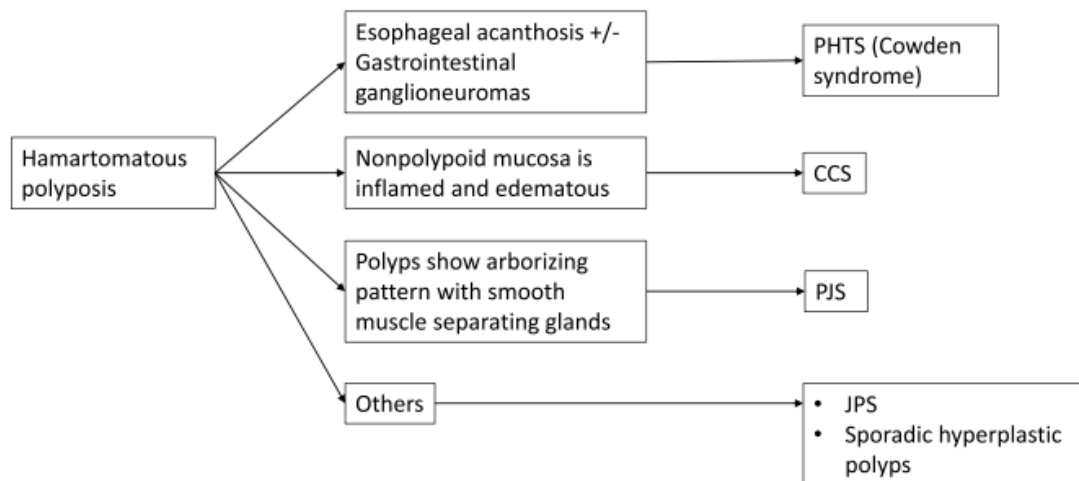 Hamartomatous
polyposis
Esophageal acanthosis +/-
Gastrointestinal
ganglioneuromas
PHTS (Cowden
syndrome)
Nonpolypoid mucosa is
inflamed and edematous
CCS
Polyps show arborizing
pattern with smooth
muscle separating glands
PJS
Others
• JPS
• Sporadic hyperplastic
polyps